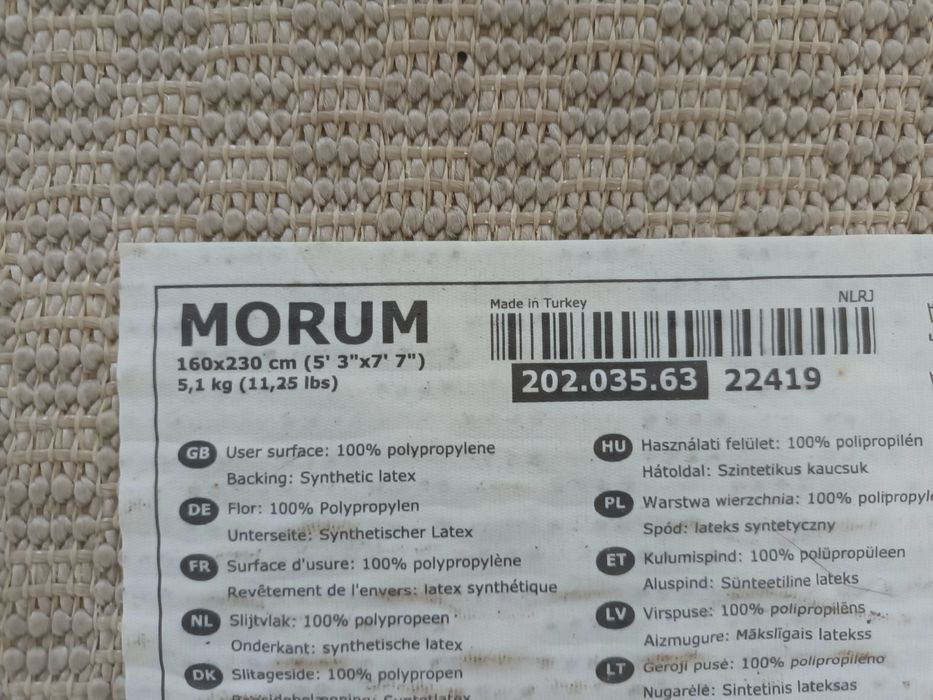 MORUM
160x230 cm (5' 3"x7' 7")
5,1 kg (11,25 lbs)
Made in Turkey
NLRJ
202.035.63 22419
GB User surface: 100% polypropylene
Backing: Synthetic latex
DE Flor: 100% Polypropylen
Unterseite: Synthetischer Latex
FR Surface d'usure: 100% polypropylène
Revêtement de l'envers: latex synthétique
NL Slijtvlak: 100% polypropeen
Onderkant: synthetische latex
DK Slitageside: 100% polypropen
HU Használati felület: 100% polipropilén
Hátoldal: Szintetikus kaucsuk
PL Warstwa wierzchnia: 100% polipropyle
Spód: lateks syntetyczny
ET Kulumispind: 100% polüpropüleen
Aluspind: Sünteetiline lateks
LV Virspuse: 100% polipropilēns
Aizmugure: Mākslīgais latekss
LT Geroji pusė: 100% polipropileno
Nugarėlė: Sintetinis lateksas